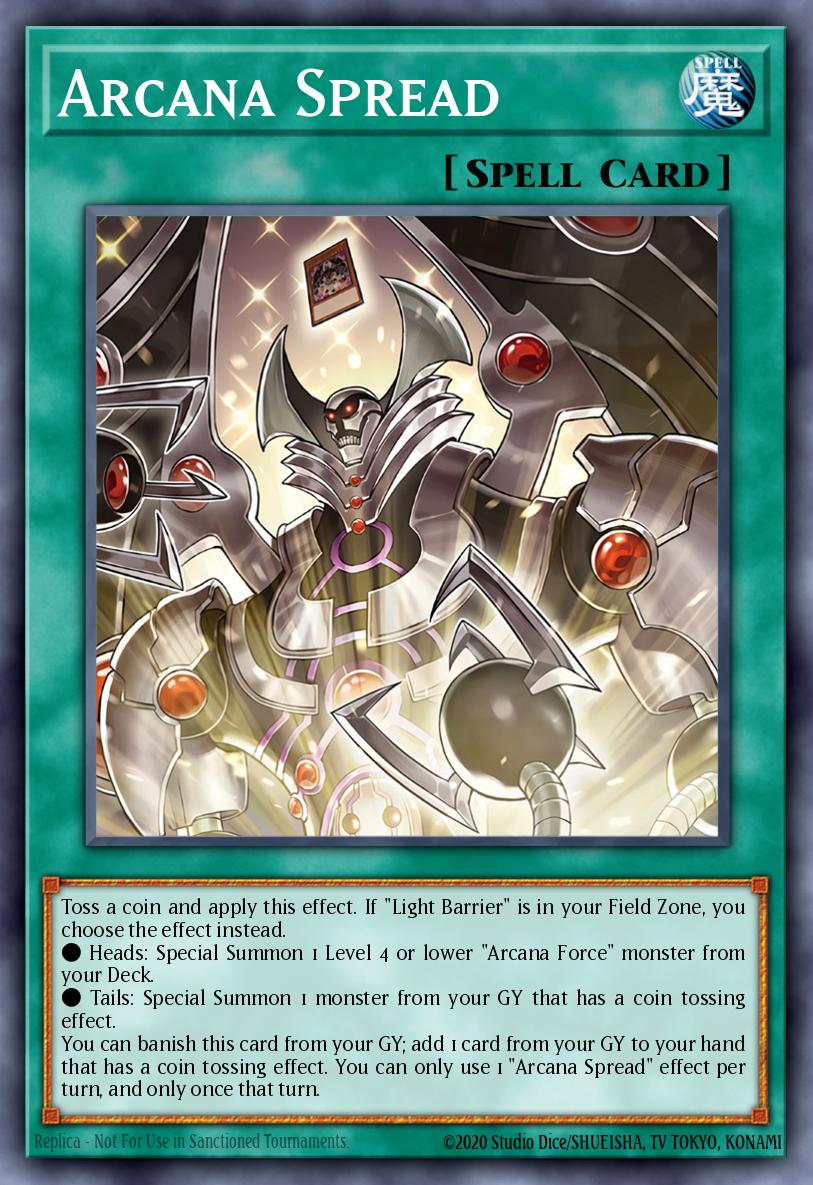 Arcana Spread
SPELL
魔
[ Spell Card ]
Toss a coin and apply this effect. If "Light Barrier" is in your Field Zone, you
choose the effect instead.
● Heads: Special Summon 1 Level 4 or lower "Arcana Force" monster from
your Deck.
● Tails: Special Summon 1 monster from your GY that has a coin tossing
effect.
You can banish this card from your GY; add 1 card from your GY to your hand
that has a coin tossing effect. You can only use 1 "Arcana Spread" effect per
turn, and only once that turn.
Replica - Not For Use in Sanctioned Tournaments.
©2020 Studio Dice/SHUEISHA, TV TOKYO, KONAMI